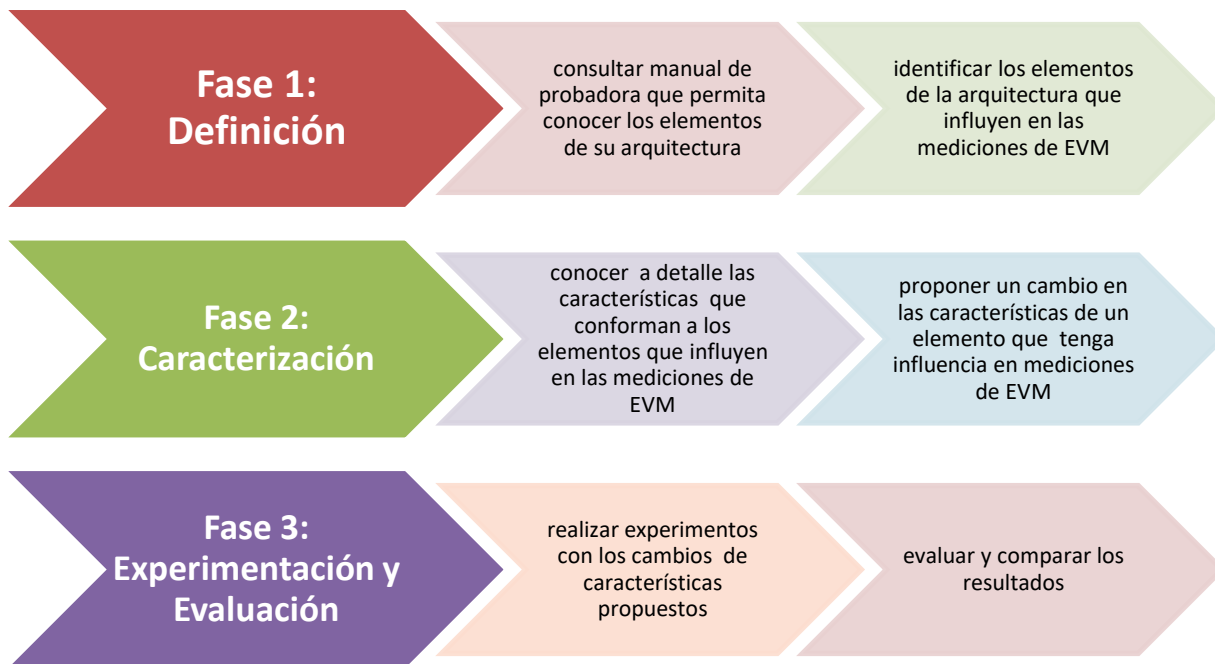 Fase 1:
Definición
consultar manual de
probadora que permita
conocer los elementos
de su arquitectura
identificar los elementos
de la arquitectura que
influyen en las
mediciones de EVM
Fase 2:
Caracterización
conocer a detalle las
características que
conforman a los
elementos que influyen
en las mediciones de
EVM
proponer un cambio en
las características de un
elemento que tenga
influencia en mediciones
de EVM
Fase 3:
Experimentación y
Evaluación
realizar experimentos
con los cambios de
características
propuestos
evaluar y comparar los
resultados